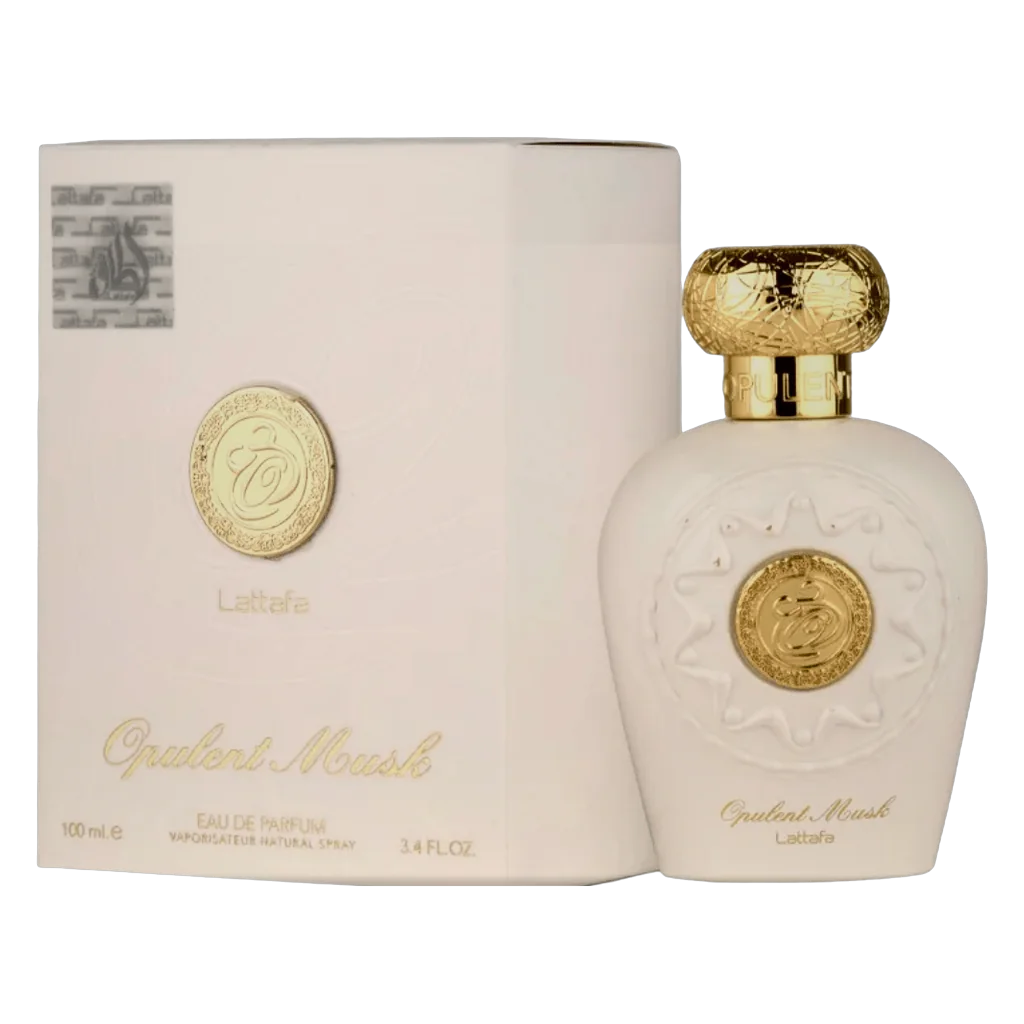 Lattafa
Opulent Musk
100 ml.e
EAU DE PARFUM
VAPORISATEUR NATURAL SPRAY
3.4 FL.OZ.
OPULENT
Opulent Musk
Lattafa